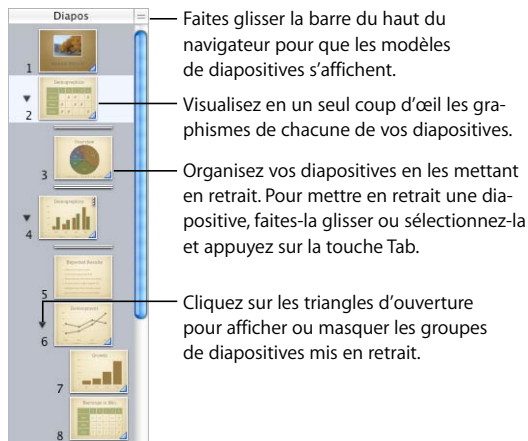 Diapos
Faites glisser la barre du haut du
navigateur pour que les modèles
de diapositives s’affichent.
1
2
Visualisez en un seul coup d’œil les gra-
phismes de chacune de vos diapositives.
3
Organisez vos diapositives en les mettant
en retrait. Pour mettre en retrait une dia-
positive, faites-la glisser ou sélectionnez-la
et appuyez sur la touche Tab.
4
5
Cliquez sur les triangles d’ouverture
pour afficher ou masquer les groupes
de diapositives mis en retrait.
6
7
8